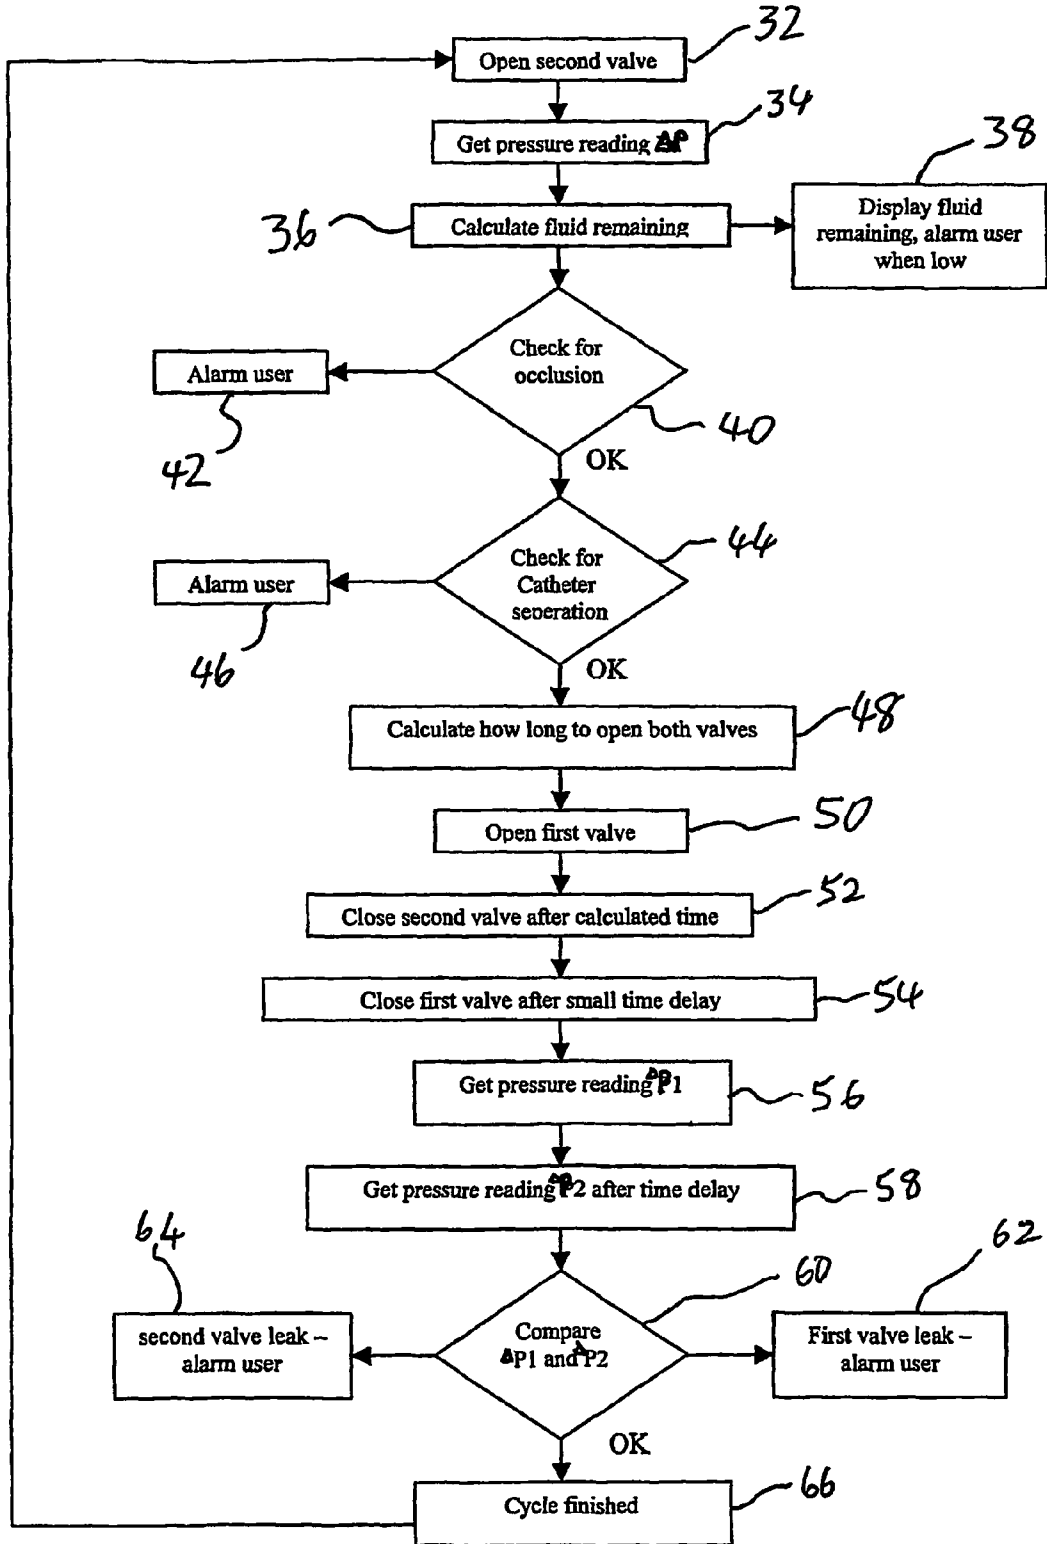 32
Open second valve
34
Get pressure reading ΔP
38
Display fluid
remaining, alarm user
when low
36
Calculate fluid remaining
Check for
occlusion
Alarm user
40
42
OK
44
Check for
Catheter
seperation
Alarm user
46
OK
48
Calculate how long to open both valves
50
Open first valve
52
Close second valve after calculated time
Close first valve after small time delay
54
Get pressure reading ΔP1
56
Get pressure reading ΔP2 after time delay
58
64
62
60
second valve leak –
alarm user
Compare
ΔP1 and ΔP2
First valve leak –
alarm user
OK
66
Cycle finished